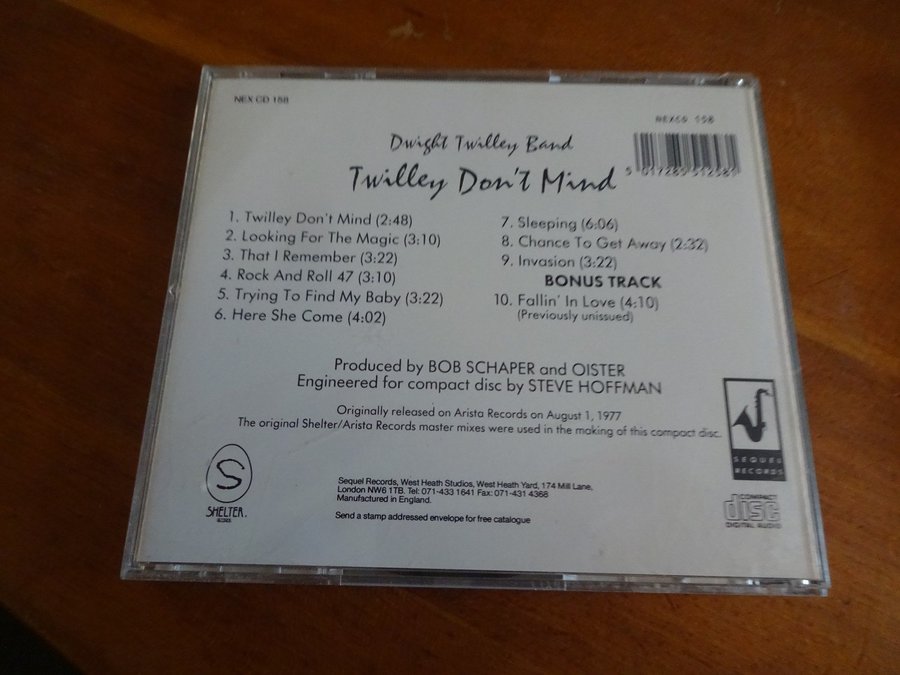 NEX CD 158
NEXCD 158
5 017289 512581
Dwight Twilley Band
Twilley Don't Mind
1. Twilley Don't Mind (2:48)
2. Looking For The Magic (3:10)
3. That I Remember (3:22)
4. Rock And Roll 47 (3:10)
5. Trying To Find My Baby (3:22)
6. Here She Come (4:02)
7. Sleeping (6:06)
8. Chance To Get Away (2:32)
9. Invasion (3:22)
BONUS TRACK
10. Fallin' In Love (4:10)
(Previously unissued)
Produced by BOB SCHAPER and OISTER
Engineered for compact disc by STEVE HOFFMAN
Originally released on Arista Records on August 1, 1977
The original Shelter/Arista Records master mixes were used in the making of this compact disc.
S
SHELTER.
RECORDS
Sequel Records, West Heath Studios, West Heath Yard, 174 Mill Lane,
London NW6 1TB. Tel: 071-433 1641 Fax: 071-431 4368
Manufactured in England.
Send a stamp addressed envelope for free catalogue
SEQUEL
RECORDS
COMPACT
disc
DIGITAL AUDIO